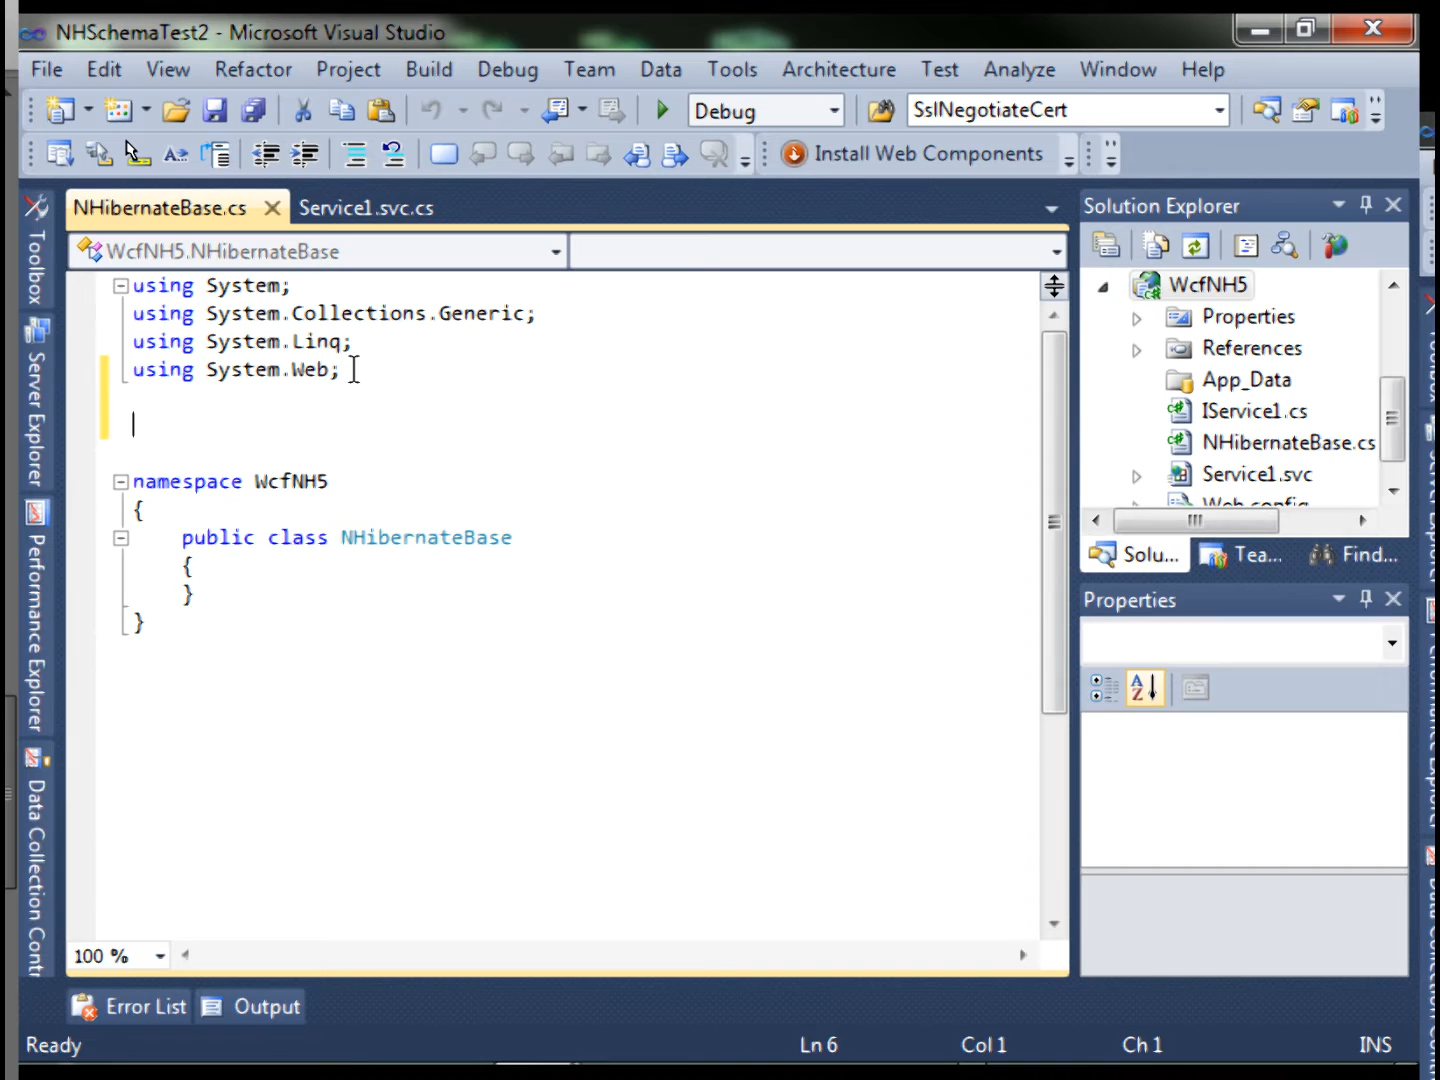 NHSchemaTest2 - Microsoft Visual Studio
File Edit View Refactor Project Build Debug Team Data Tools Architecture Test Analyze Window Help
Debug SslNegotiateCert
Install Web Components
NHibernateBase.cs Service1.svc.cs
WcfNH5.NHibernateBase
using System;
using System.Collections.Generic;
using System.Linq;
using System.Web;
namespace WcfNH5
{
public class NHibernateBase
{
}
}
100 %
Toolbox
Server Explorer
Performance Explorer
Data Collection Contr
Solution Explorer
WcfNH5
Properties
References
App_Data
IService1.cs
NHibernateBase.cs
Service1.svc
Web.config
Solu... Tea... Find...
Properties
Error List Output
Ready Ln 6 Col 1 Ch 1 INS